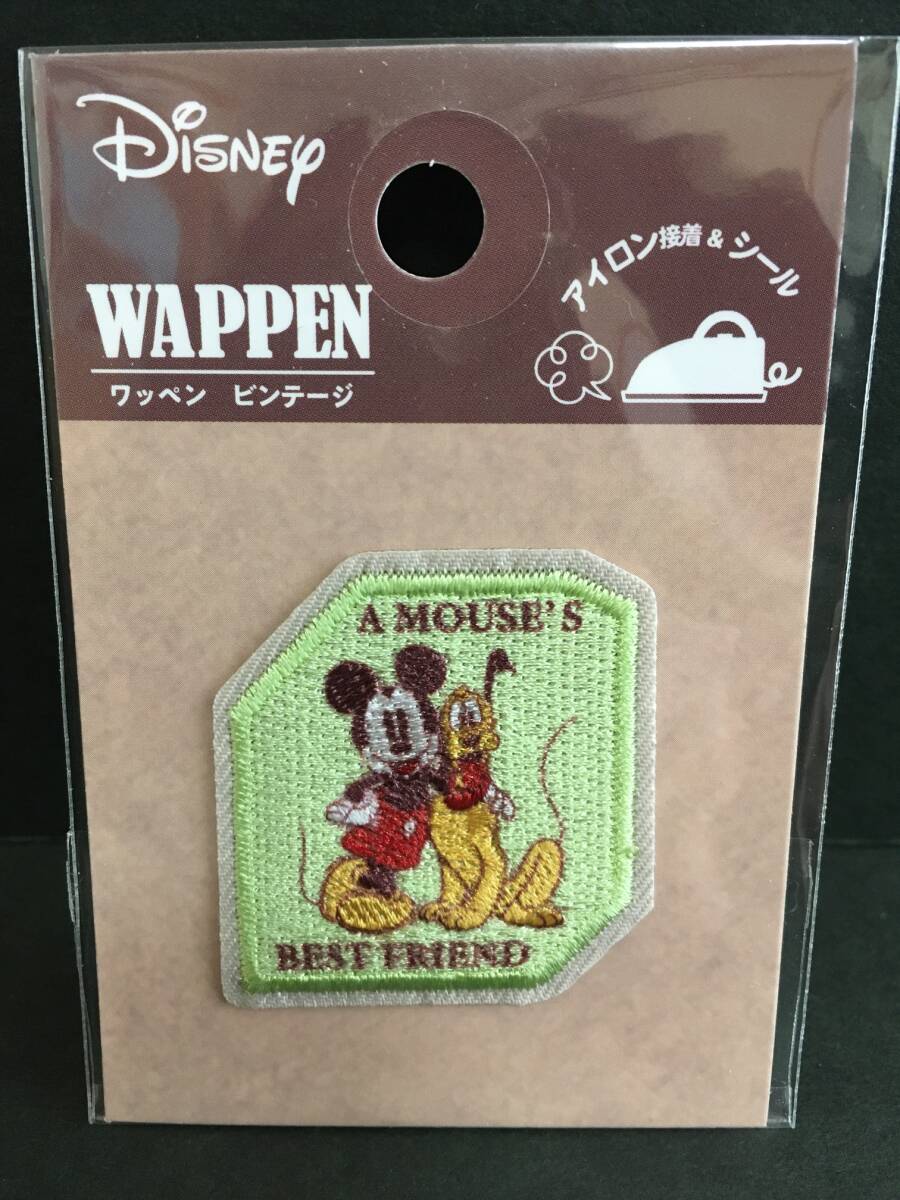 Disney
WAPPEN
ワッペン ビンテージ
アイロン接着 & シール
A MOUSE'S
BEST FRIEND